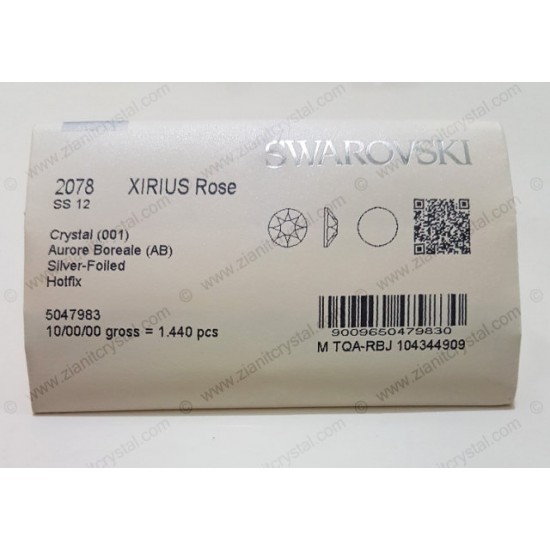 SWAROVSKI
2078 XIRIUS Rose
SS 12
Crystal (001)
Aurore Boreale (AB)
Silver-Foiled
Hotfix
5047983
10/00/00 gross = 1.440 pcs
9009650479830
M TQA-RBJ 104344909
© www.zianitcrystal.com